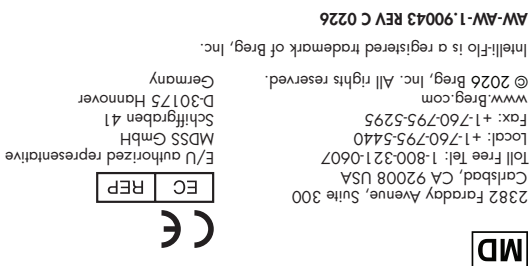 MD
2382 Faraday Avenue, Suite 300
Carlsbad, CA 92008 USA
Toll Free Tel: 1-800-321-0607
Local: +1-760-795-5440
Fax: +1-760-795-5295
www.Breg.com
© 2026 Breg, Inc. All rights reserved.
CE
EC REP
E/U authorized representative
MDSS GmbH
Schiffgraben 41
D-30175 Hannover
Germany
Intelli-Flo is a registered trademark of Breg, Inc.
AW-AW-1.90043 REV C 0226